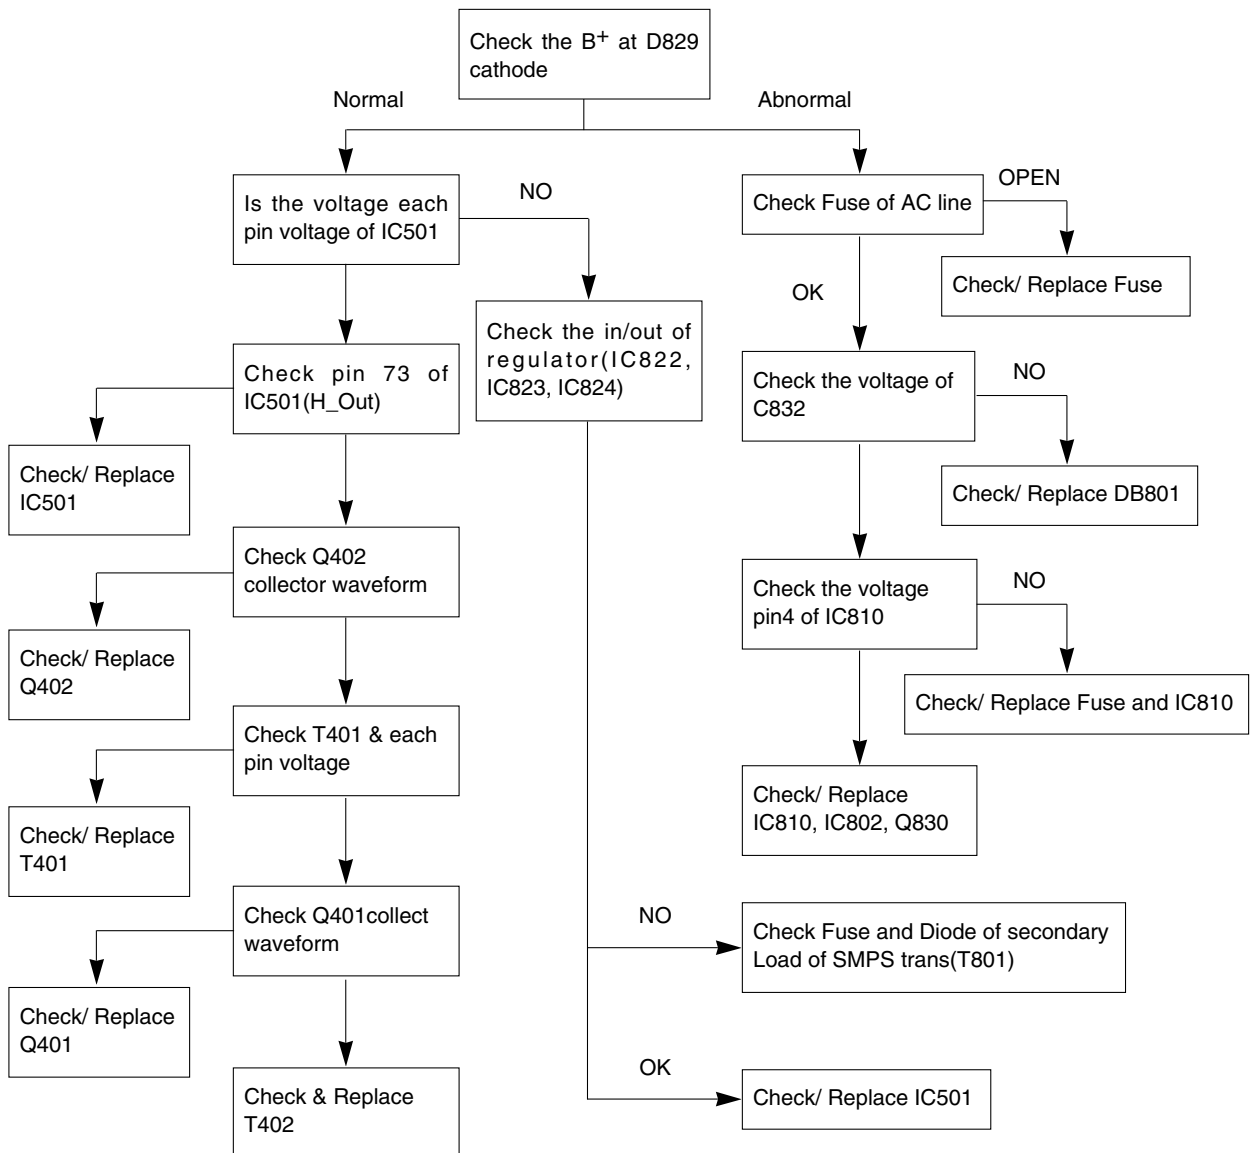 Check the B+ at D829
cathode
Normal
Abnormal
Is the voltage each
pin voltage of IC501
NO
Check Fuse of AC line
OPEN
Check/ Replace Fuse
OK
Check the in/out of
regulator(IC822,
IC823, IC824)
Check pin 73 of
IC501(H_Out)
Check the voltage of
C832
NO
Check/ Replace
IC501
Check/ Replace DB801
Check Q402
collector waveform
Check the voltage
pin4 of IC810
NO
Check/ Replace
Q402
Check/ Replace Fuse and IC810
Check T401 & each
pin voltage
Check/ Replace
IC810, IC802, Q830
Check/ Replace
T401
Check Q401collect
waveform
NO
Check Fuse and Diode of secondary
Load of SMPS trans(T801)
Check/ Replace
Q401
OK
Check/ Replace IC501
Check & Replace
T402